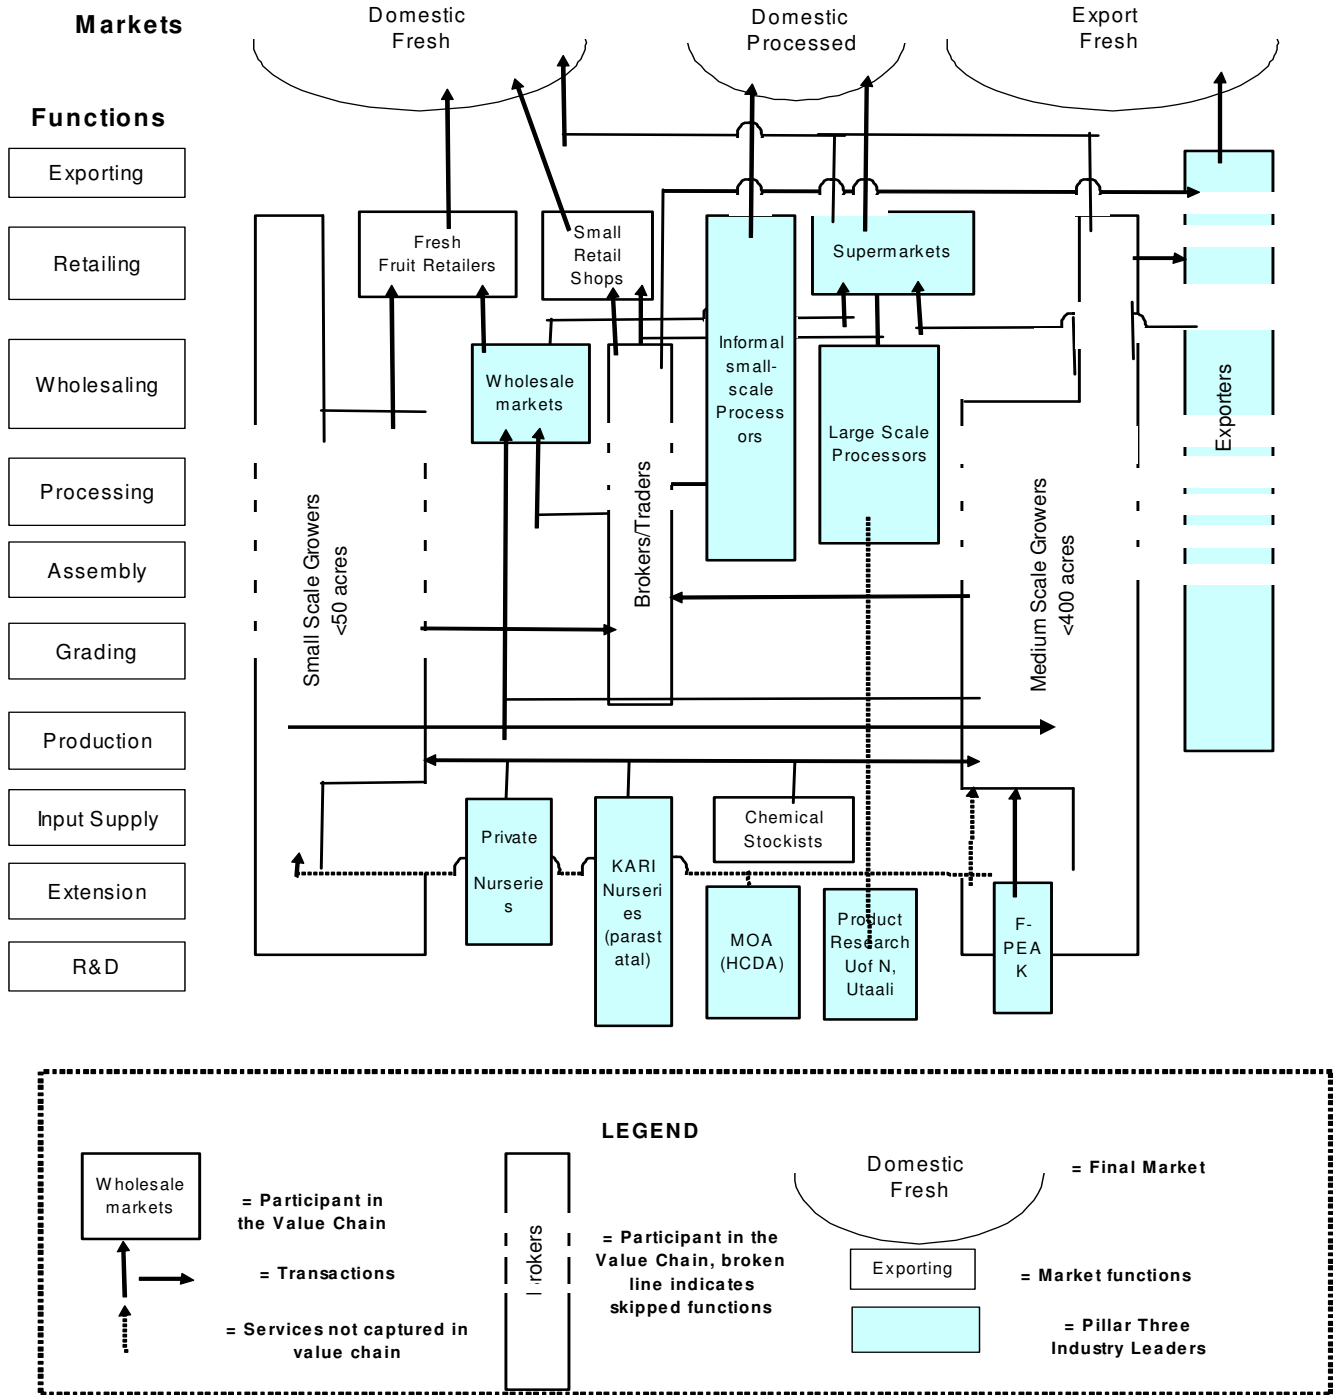 Markets
Domestic
Fresh
Domestic
Processed
Export
Fresh
Functions
Exporting
Retailing
Wholesaling
Processing
Assembly
Grading
Production
Input Supply
Extension
R&D
Fresh
Fruit Retailers
Small
Retail
Shops
Supermarkets
Wholesale
markets
Informal
small-
scale
Process
ors
Large Scale
Processors
Small Scale Growers
<50 acres
Brokers/Traders
Medium Scale Growers
<400 acres
Exporters
Private
Nurserie
s
KARI
Nurseri
es
(parast
atal)
Chemical
Stockists
MOA
(HCDA)
Product
Research
Uof N,
Utaali
F-
PEA
K
LEGEND
Wholesale
markets
= Participant in
the Value Chain
= Transactions
= Services not captured in
value chain
Brokers
= Participant in the
Value Chain, broken
line indicates
skipped functions
Domestic
Fresh
= Final Market
Exporting
= Market functions
= Pillar Three
Industry Leaders